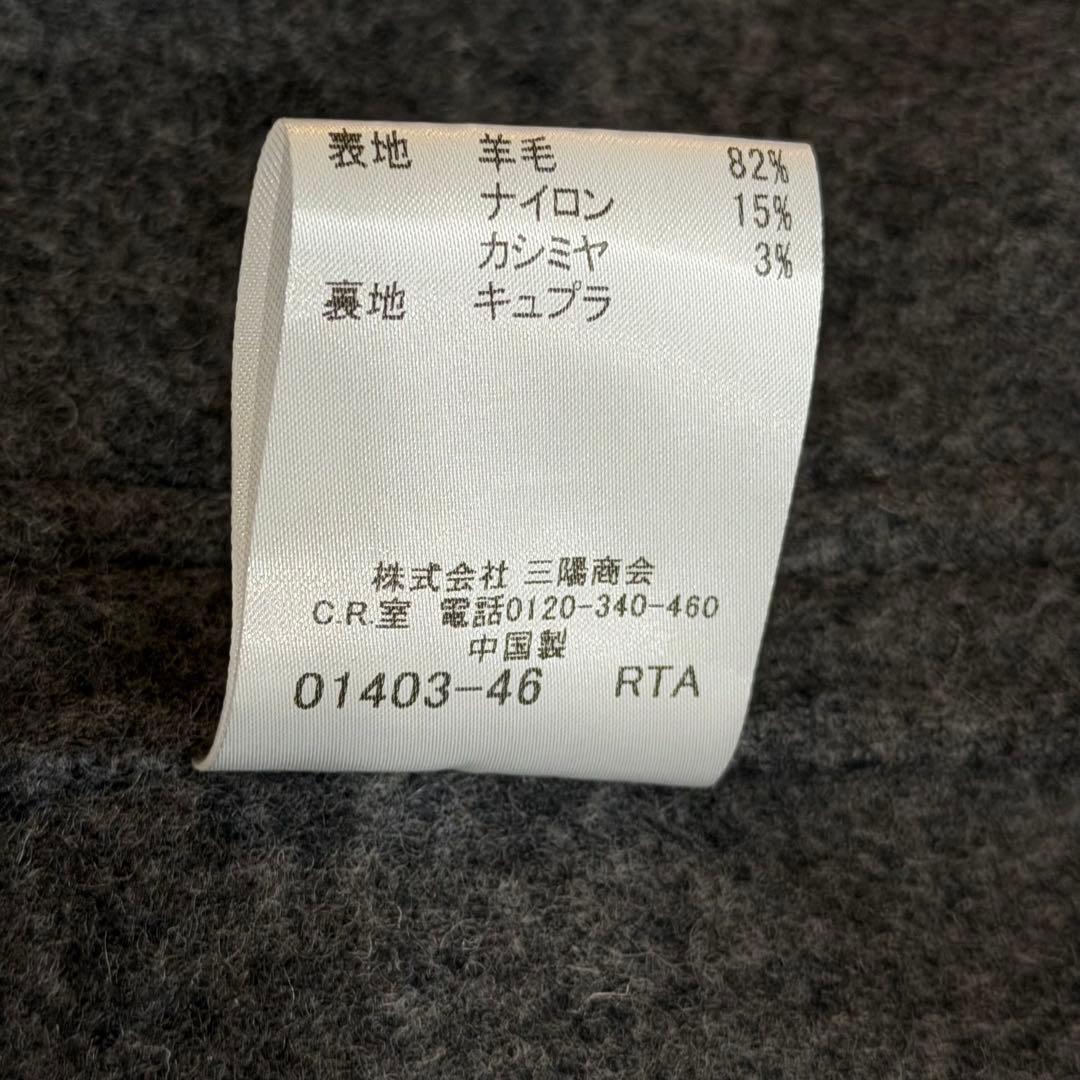 表地 羊毛 82%
ナイロン 15%
カシミヤ 3%
裏地 キュプラ
株式会社 三陽商会
C.R.室 電話0120-340-460
中国製
01403-46 RTA